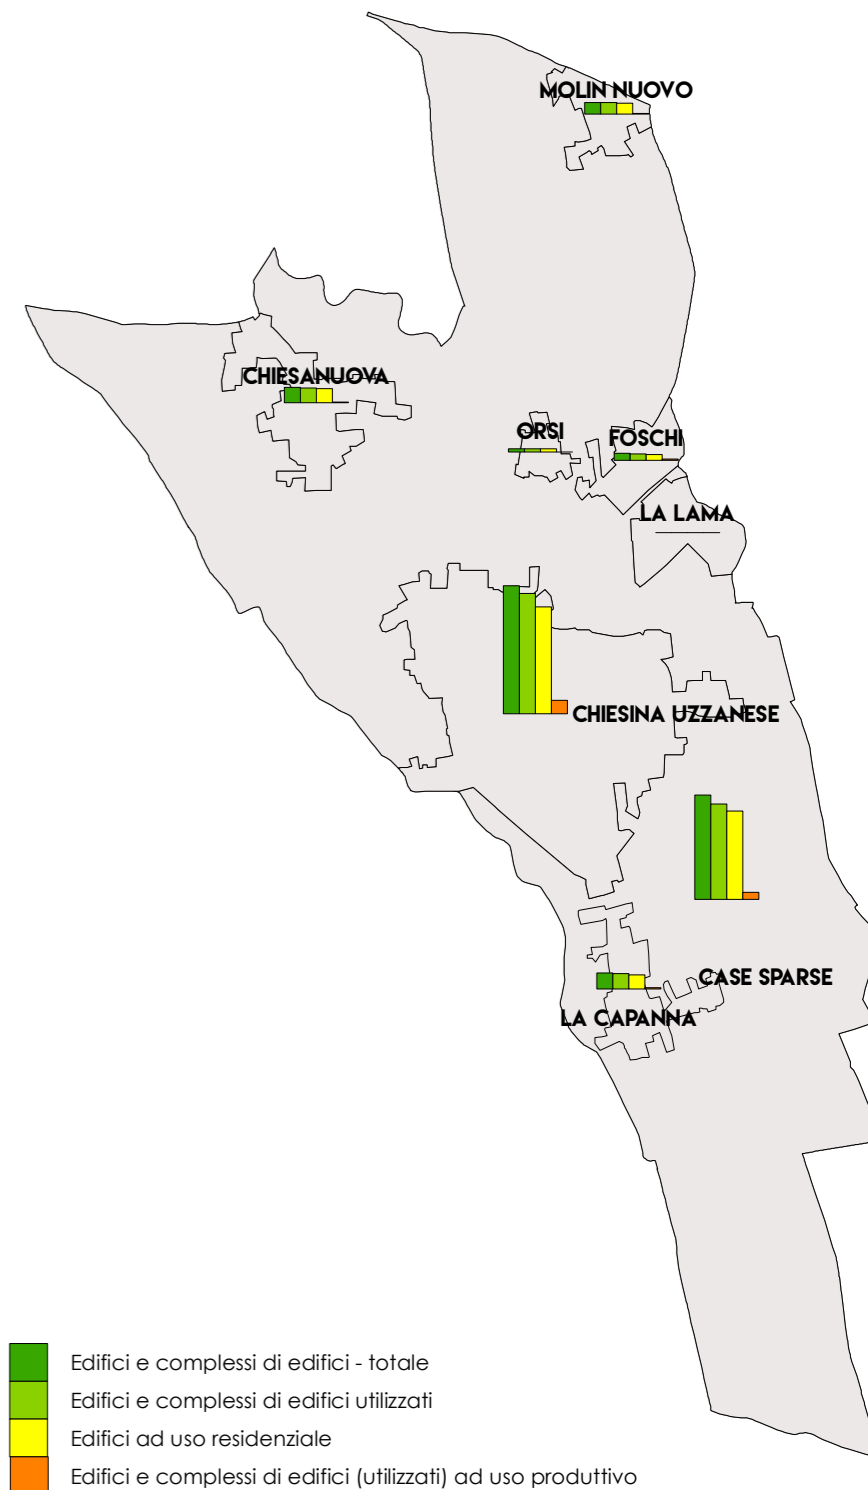 MOLIN NUOVO
CHIESANUOVA
ORSI
FOSCHI
LA LAMA
CHIESINA UZZANESE
CASE SPARSE
LA CAPANNA
Edifici e complessi di edifici - totale
Edifici e complessi di edifici utilizzati
Edifici ad uso residenziale
Edifici e complessi di edifici (utilizzati) ad uso produttivo